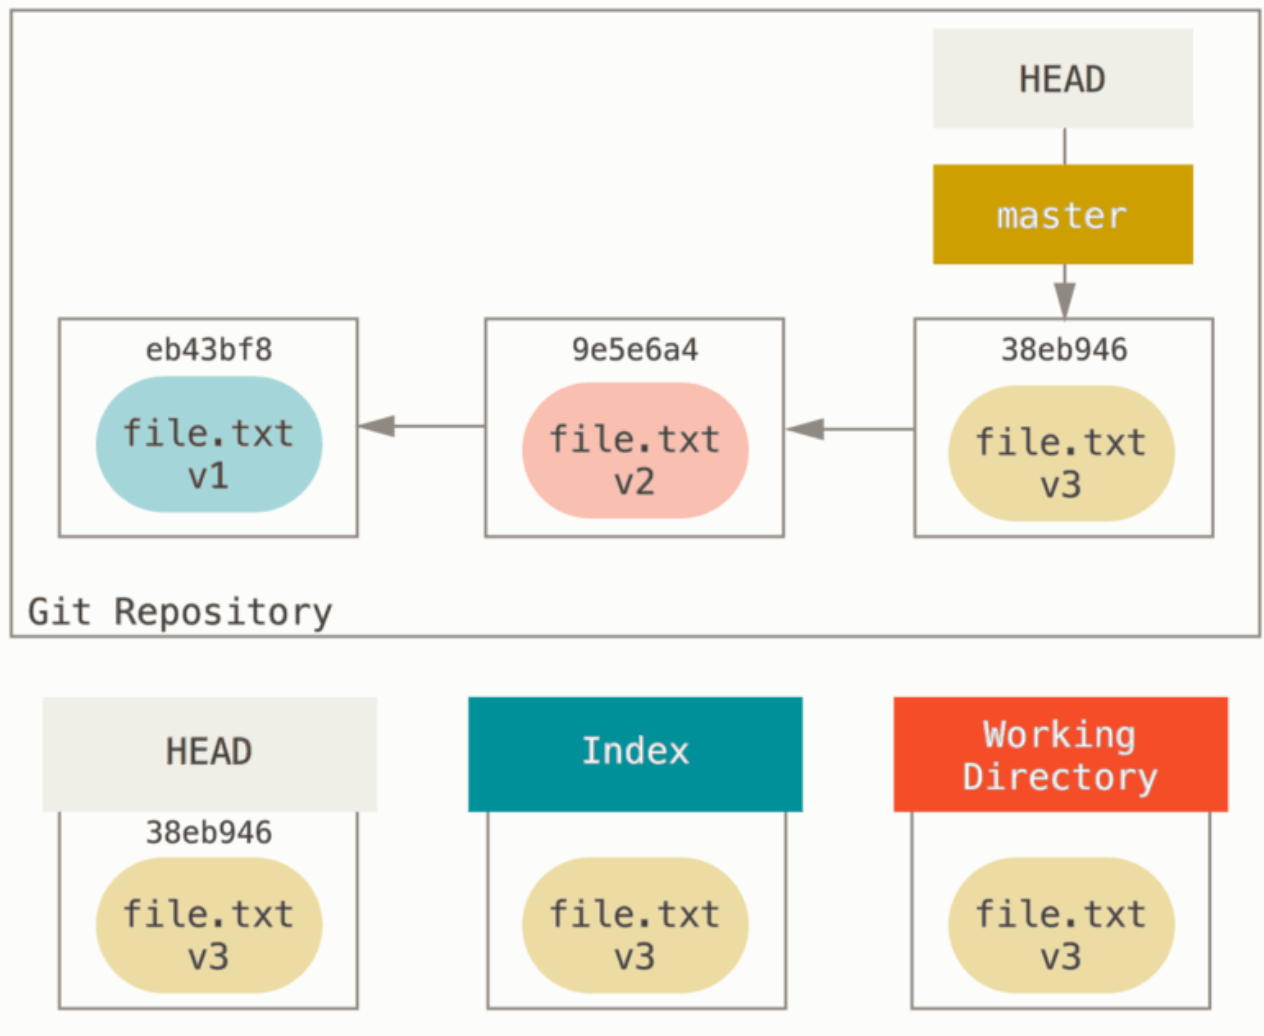 HEAD
master
eb43bf8
9e5e6a4
38eb946
file.txt
v1
file.txt
v2
file.txt
v3
Git Repository
HEAD
Index
Working
Directory
38eb946
file.txt
v3
file.txt
v3
file.txt
v3